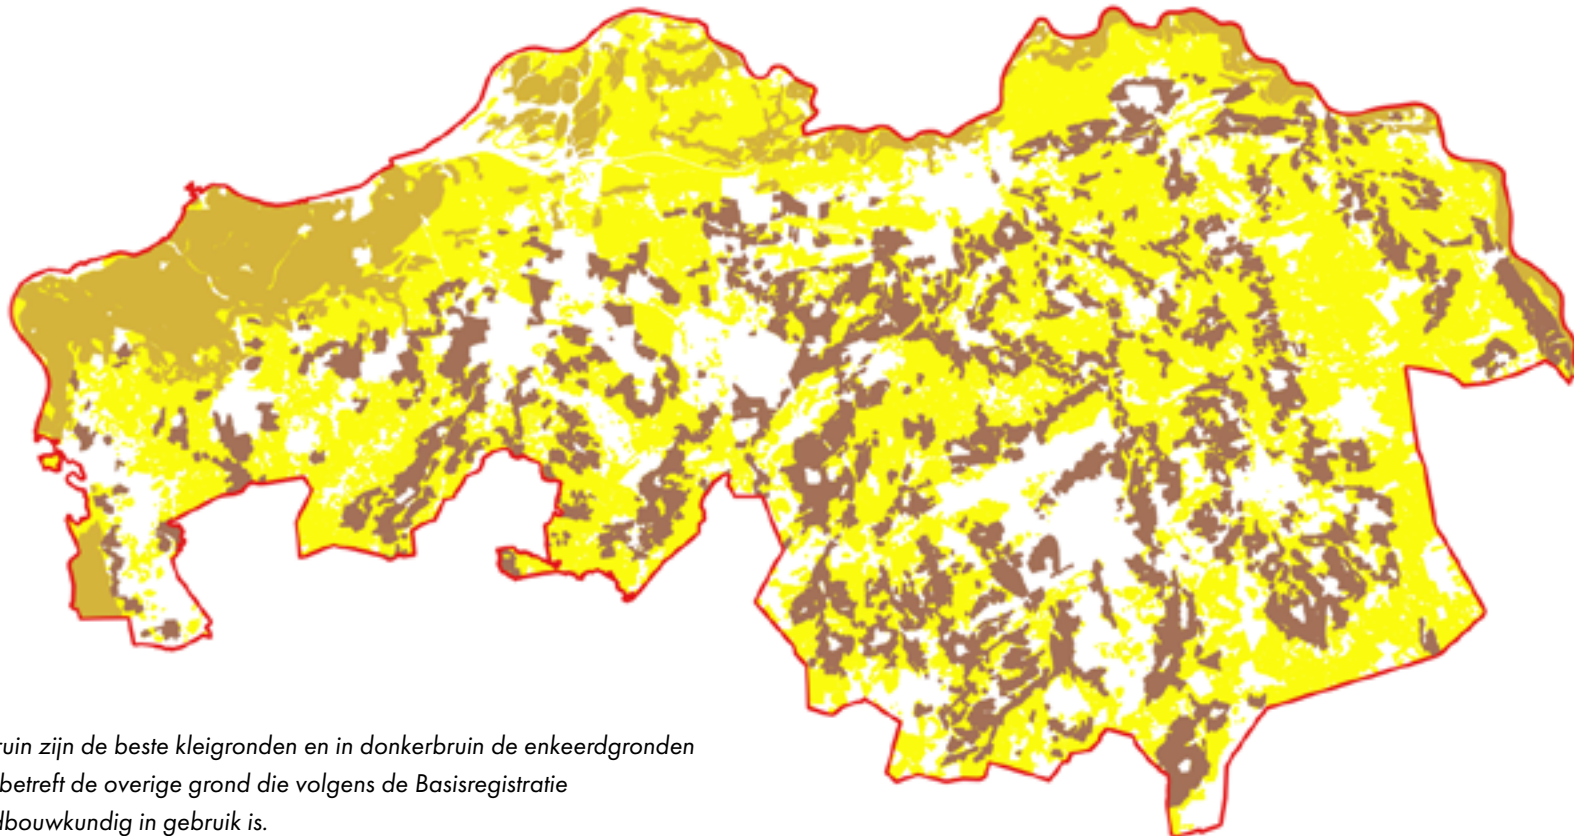 ruin zijn de beste kleigronden en in donkerbruin de enkeerdgronden
betreft de overige grond die volgens de Basisregistratie
dbouwkundig in gebruik is.